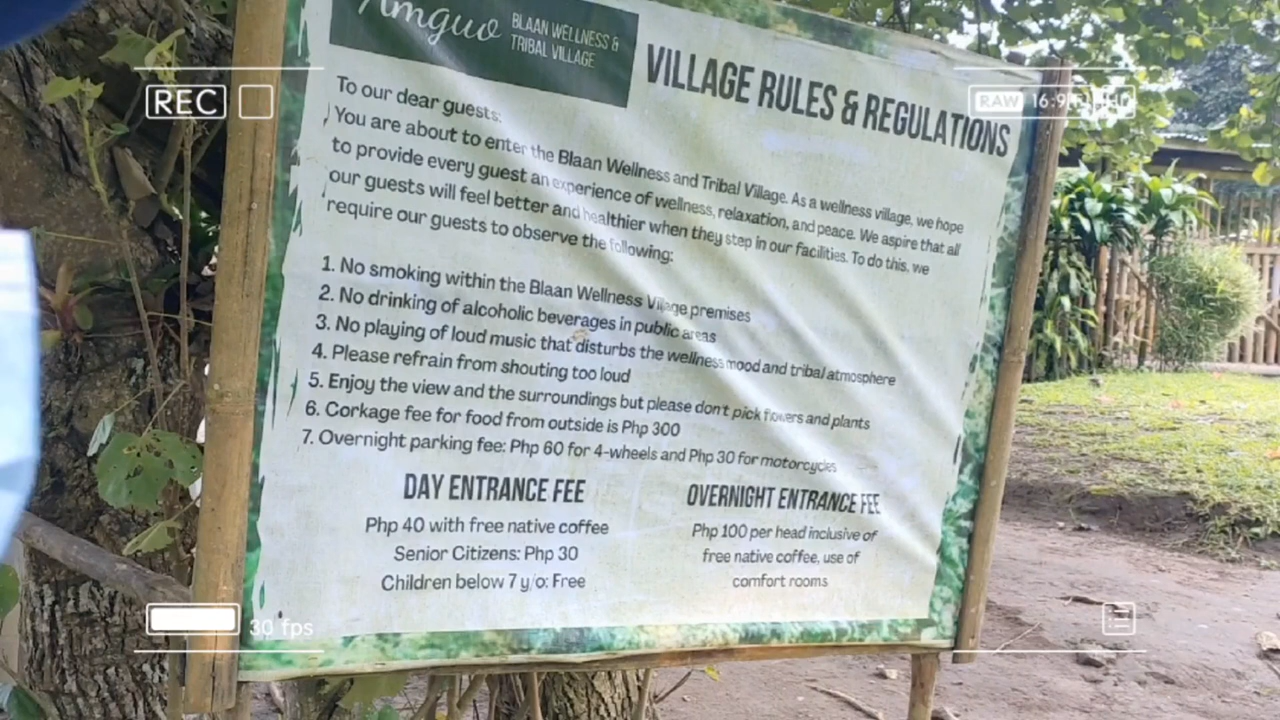 Amguo
BLAAN WELLNESS &
TRIBAL VILLAGE
VILLAGE RULES & REGULATIONS
To our dear guests:
You are about to enter the Blaan Wellness and Tribal Village. As a wellness village, we hope
to provide every guest an experience of wellness, relaxation, and peace. We aspire that all
our guests will feel better and healthier when they step in our facilities. To do this, we
require our guests to observe the following:
1. No smoking within the Blaan Wellness Village premises
2. No drinking of alcoholic beverages in public areas
3. No playing of loud music that disturbs the wellness mood and tribal atmosphere
4. Please refrain from shouting too loud
5. Enjoy the view and the surroundings but please don't pick flowers and plants
6. Corkage fee for food from outside is Php 300
7. Overnight parking fee: Php 60 for 4-wheels and Php 30 for motorcycles
DAY ENTRANCE FEE
Php 40 with free native coffee
Senior Citizens: Php 30
Children below 7 y/o: Free
OVERNIGHT ENTRANCE FEE
Php 100 per head inclusive of
free native coffee, use of
comfort rooms
REC
RAW 16:9
30 fps